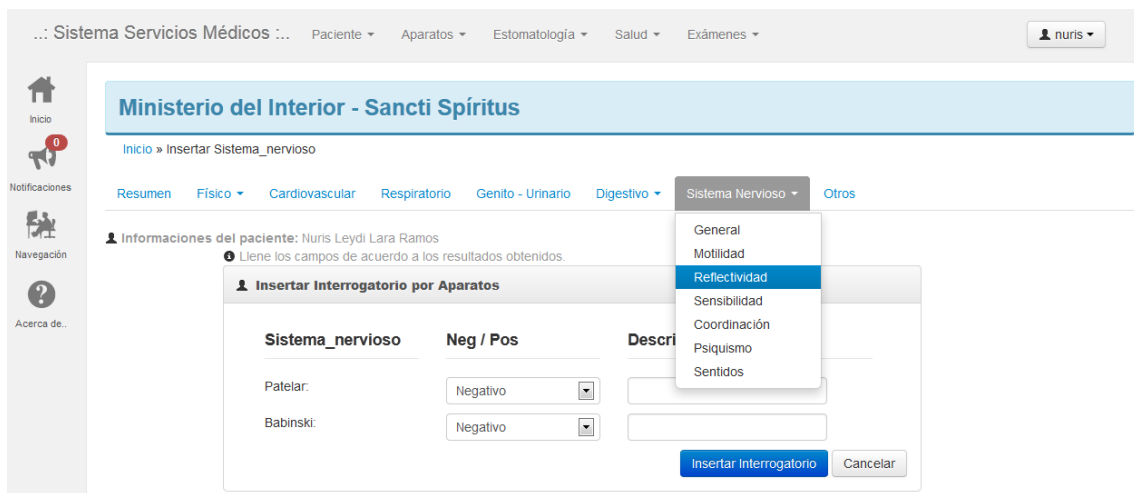 ..: Sistema Servicios Médicos :.. Paciente Aparatos Estomatología Salud Exámenes nuris
Inicio
0
Notificaciones
Navegación
Acerca de..
Ministerio del Interior - Sancti Spíritus
Inicio » Insertar Sistema_nervioso
Resumen Físico Cardiovascular Respiratorio Genito - Urinario Digestivo Sistema Nervioso Otros
General
Motilidad
Reflectividad
Sensibilidad
Coordinación
Psiquismo
Sentidos
Informaciones del paciente: Nuris Leydi Lara Ramos
Llene los campos de acuerdo a los resultados obtenidos.
Insertar Interrogatorio por Aparatos
Sistema_nervioso Neg / Pos Descri
Patelar: Negativo
Babinski: Negativo
Insertar Interrogatorio Cancelar